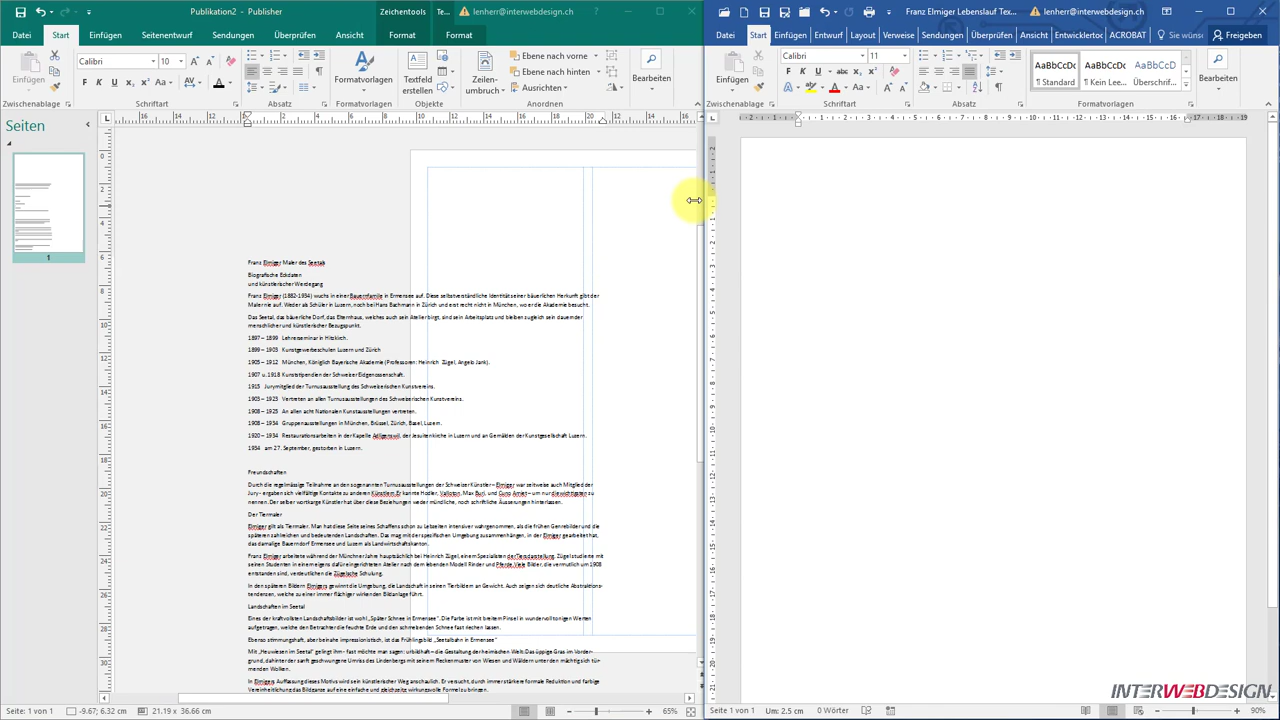 Publikation2 - Publisher
Zeichentools
Te...
lenherr@interwebdesign.ch
Datei
Start
Einfügen
Seitenentwurf
Sendungen
Überprüfen
Ansicht
Format
Format
Calibri
10
Einfügen
Formatvorlagen
Textfeld
erstellen
Zeilen-
umbruch
Ebene nach vorne
Ebene nach hinten
Ausrichten
Bearbeiten
Zwischenablage
Schriftart
Absatz
Formatvorlagen
Objekte
Anordnen
Seiten
1
Franz Elmiger Maler des Seetals
Biografische Eckdaten
und künstlerischer Werdegang
Franz Elmiger (1882-1934) wuchs in einer Bauernfamilie in Ermensee auf. Diese selbstverständliche Identität seiner bäuerlichen Herkunft gibt der
Maler nie auf. Weder als Schüler in Luzern, noch bei Hans Bachmann in Zürich und erst recht nicht in München, wo er die Akademie besucht.
Das Seetal, das bäuerliche Dorf, das Elternhaus, welches auch sein Atelier birgt, sind sein Arbeitsplatz und bleiben zugleich sein dauernder
menschlicher und künstlerischer Bezugspunkt.
1897 – 1899 Lehrerseminar in Hitzkirch.
1899 – 1903 Kunstgewerbeschulen Luzern und Zürich
1905 – 1912 München, Königlich Bayerische Akademie (Professoren: Heinrich Zügel, Angelo Jank).
1907 u.1918 Kunststipendien der Schweizer Eidgenossenschaft.
1915 Jurymitglied der Turnusausstellung des Schweizerischen Kunstvereins.
1905 – 1925 Vertreten an allen Turnusausstellungen des Schweizerischen Kunstvereins.
1908 – 1925 An allen acht Nationalen Kunstausstellungen vertreten.
1908 – 1934 Gruppenausstellungen in München, Brüssel, Zürich, Basel, Luzern.
1920 – 1934 Restaurationsarbeiten in der Kapelle Adligenswil, der Jesuitenkirche in Luzern und an Gemälden der Kunstgesellschaft Luzern.
1934 am 27. September, gestorben in Luzern.
Freundschaften
Durch die regelmässige Teilnahme an den sogenannten Turnusausstellungen der Schweizer Künstler – Elmiger war zeitweise auch Mitglied der
Jury - ergaben sich vielfältige Kontakte zu anderen Künstlern.Er kannte Hodler, Valloton, Max Buri, und Cuno Amiet – um nur die wichtigsten zu
nennen. Der selber wortkarge Künstler hat über diese Beziehungen weder mündliche, noch schriftliche Äusserungen hinterlassen.
Der Tiermaler
Elmiger gilt als Tiermaler. Man hat diese Seite seines Schaffens schon zu Lebzeiten intensiver wahrgenommen, als die frühen Genrebilder und die
späteren zahlreichen und bedeutenden Landschaften. Das mag mit der spezifischen Umgebung zusammenhängen, in der Elmiger gearbeitet hat,
das damalige Bauerndorf Ermensee und Luzern als Landwirtschaftskanton.
Franz Elmiger arbeitete während der Münchner Jahre hauptsächlich bei Heinrich Zügel, einem Spezialisten der Tierdarstellung. Zügel studierte mit
seinen Studenten in einem eigens dafür eingerichteten Atelier nach dem lebenden Modell Rinder und Pferde.Viele Bilder, die vermutlich um 1908
entstanden sind, verdeutlichen die Zügelsche Schulung.
In den späteren Bildern Elmigers gewinnt die Umgebung, die Landschaft in seinen Tierbildern an Gewicht. Auch zeigen sich deutliche Abstraktions-
tendenzen, welche zu einer immer flächiger wirkenden Bildanlage führt.
Landschaften im Seetal
Eines der kraftvollsten Landschaftsbilder ist wohl „Später Schnee in Ermensee". Die Farbe ist mit breitem Pinsel in wundervoll tonigen Werten
aufgetragen, welche den Betrachter die feuchte Erde und den schmelzenden Schnee fast riechen lassen.
Ebenso stimmungshaft, aber beinahe impressionistisch, ist das Frühlingsbild „Seetalbahn in Ermensee"
Mit „Heuwiesen im Seetal" gelingt ihm - fast möchte man sagen: urbildhaft – die Gestaltung der heimischen Welt: Das üppige Gras im Vorder-
grund, dahinter der sanft geschwungene Umriss des Lindenbergs mit seinem Fleckenmuster von Wiesen und Wäldern unter den mächtig sich tür-
menden Wolken.
In Elmigers Auffassung dieses Motivs wird sein künstlerischer Weg anschaulich. Er versucht, durch immer stärkere formale Reduktion und farbige
Vereinheitlichung das Bildganze auf eine einfache und gleichzeitig wirkungsvolle Formel zu bringen.
Seite: 1 von 1
-9.67; 6.32 cm
21.19 x 36.66 cm
65%
Franz Elmiger Lebenslauf Tex...
lenherr@interwebdesign.ch
Datei
Start
Einfügen
Entwurf
Layout
Verweise
Sendungen
Überprüfen
Ansicht
Entwicklertoo
ACROBAT
Sie wünsc
Freigeben
Calibri
11
Einfügen
AaBbCcDc
¶ Standard
AaBbCcDc
¶ Kein Lee...
AaBbCcD
Überschrif...
Bearbeiten
Zwischenablage
Schriftart
Absatz
Formatvorlagen
Seite 1 von 1
Um: 2,5 cm
0 Wörter
90%
INTERWEBDESIGN.